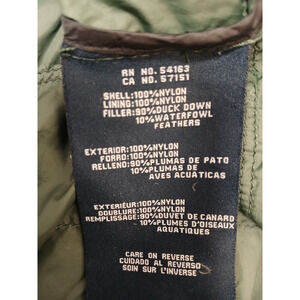 RN NO. 54163
CA NO. 57151
SHELL:100%NYLON
LINING:100%NYLON
FILLER:90%DUCK DOWN
10%WATERFOWL
FEATHERS
EXTERIOR:100%NYLON
FORRO:100%NYLON
RELLENO:90%PLUMAS DE PATO
10%PLUMAS DE
AVES ACUÁTICAS
EXTÉRIEUR:100%NYLON
DOUBLURE:100%NYLON
REMPLISSAGE:90%DUVET DE CANARD
10%PLUMES D'OISEAUX
AQUATIQUES
CARE ON REVERSE
CUIDADO AL REVERSO
SOIN SUR L'INVERSE